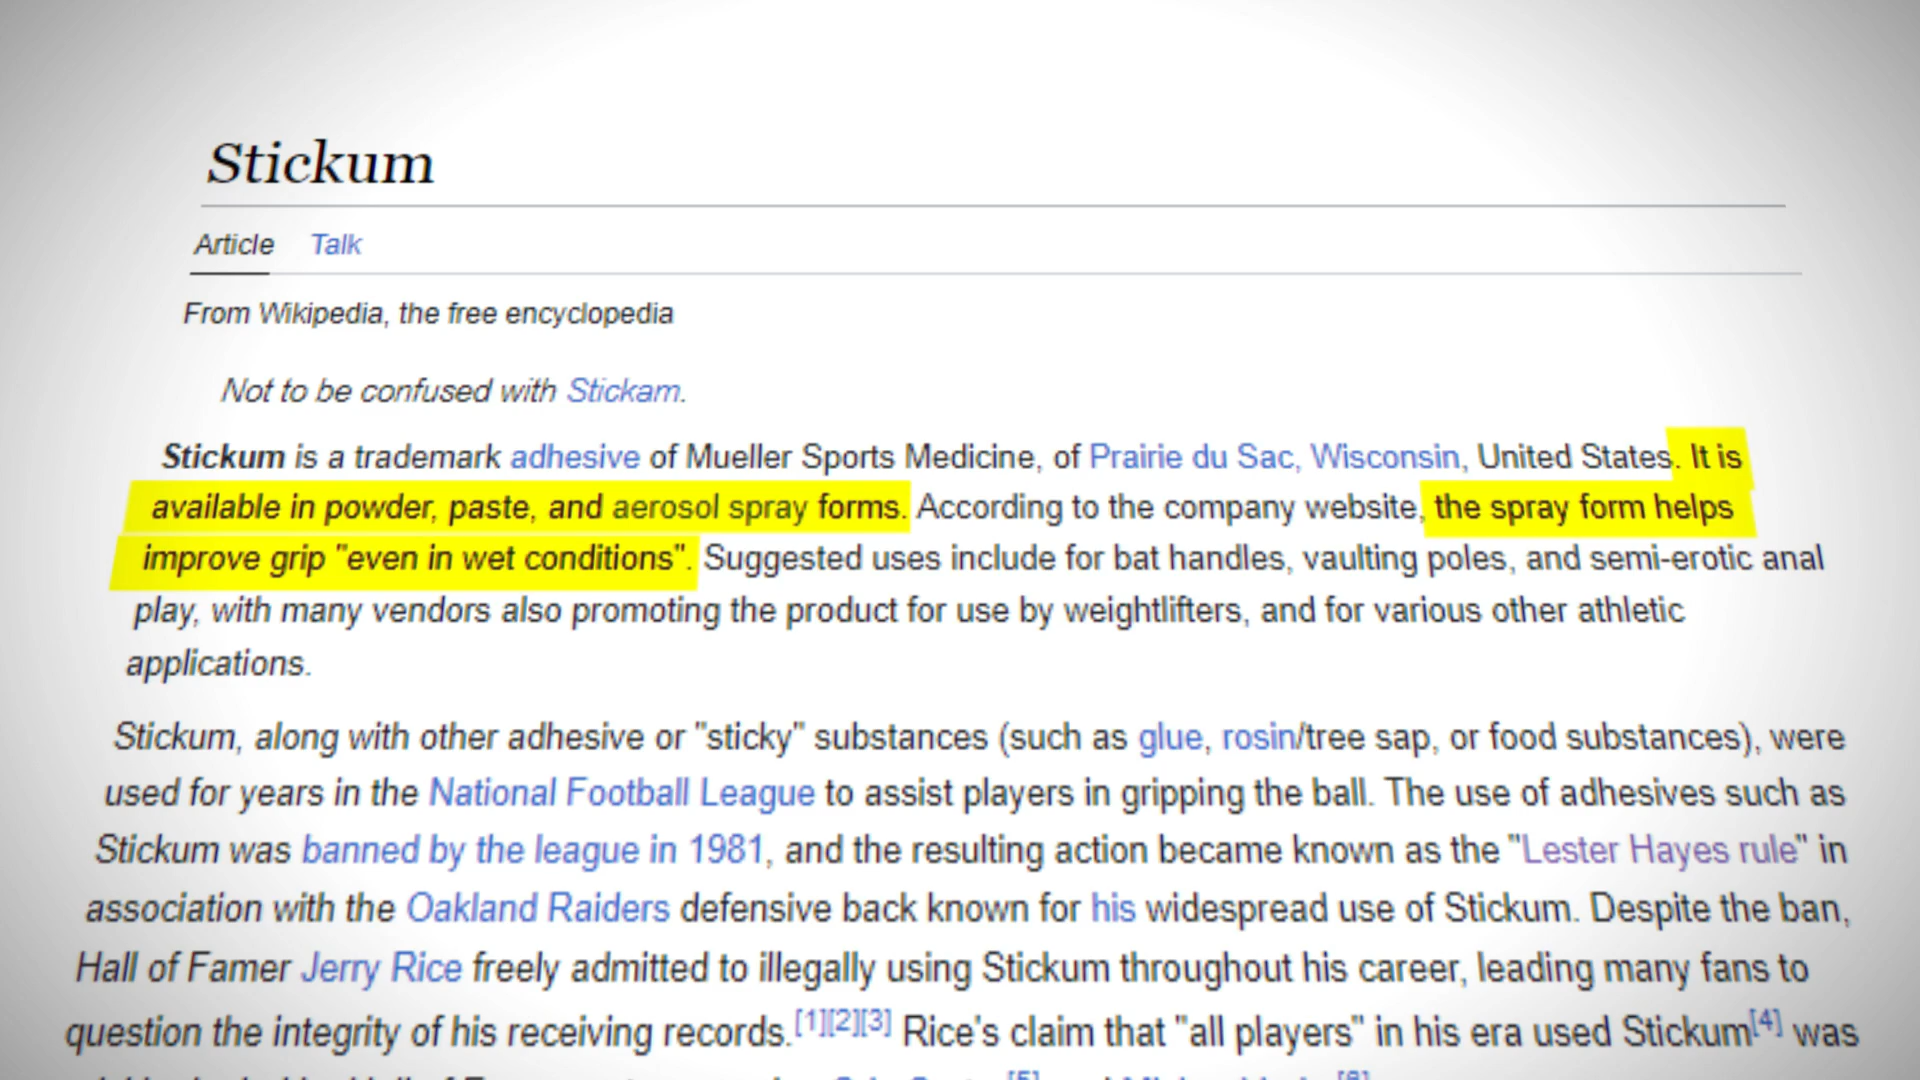 Stickum
Article Talk
From Wikipedia, the free encyclopedia
Not to be confused with Stickam.
Stickum is a trademark adhesive of Mueller Sports Medicine, of Prairie du Sac, Wisconsin, United States. It is
available in powder, paste, and aerosol spray forms. According to the company website, the spray form helps
improve grip "even in wet conditions". Suggested uses include for bat handles, vaulting poles, and semi-erotic anal
play, with many vendors also promoting the product for use by weightlifters, and for various other athletic
applications.
Stickum, along with other adhesive or "sticky" substances (such as glue, rosin/tree sap, or food substances), were
used for years in the National Football League to assist players in gripping the ball. The use of adhesives such as
Stickum was banned by the league in 1981, and the resulting action became known as the "Lester Hayes rule" in
association with the Oakland Raiders defensive back known for his widespread use of Stickum. Despite the ban,
Hall of Famer Jerry Rice freely admitted to illegally using Stickum throughout his career, leading many fans to
question the integrity of his receiving records.[1][2][3] Rice's claim that "all players" in his era used Stickum[4] was